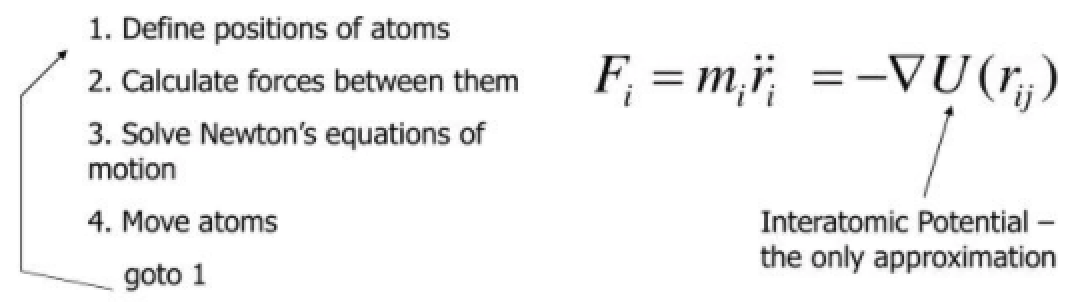 1. Define positions of atoms
2. Calculate forces between them
3. Solve Newton's equations of
motion
4. Move atoms
goto 1
F_i = m_i r̈_i = −∇U(r_ij)
Interatomic Potential –
the only approximation